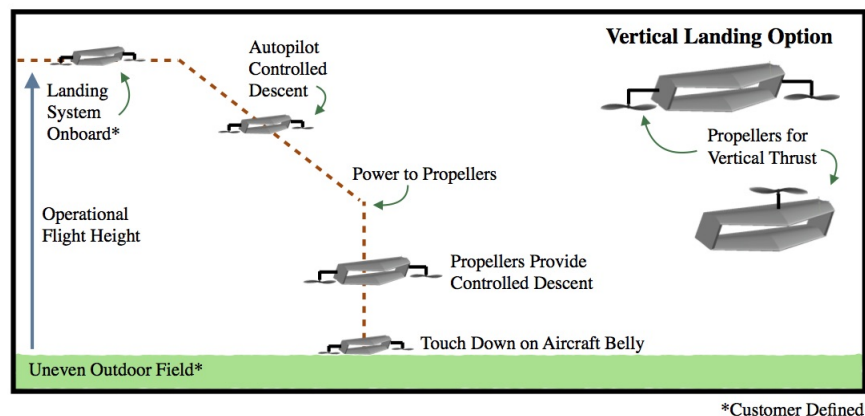 Vertical Landing Option
Autopilot
Controlled
Descent
Landing
System
Onboard*
Propellers for
Vertical Thrust
Power to Propellers
Operational
Flight Height
Propellers Provide
Controlled Descent
Touch Down on Aircraft Belly
Uneven Outdoor Field*
*Customer Defined